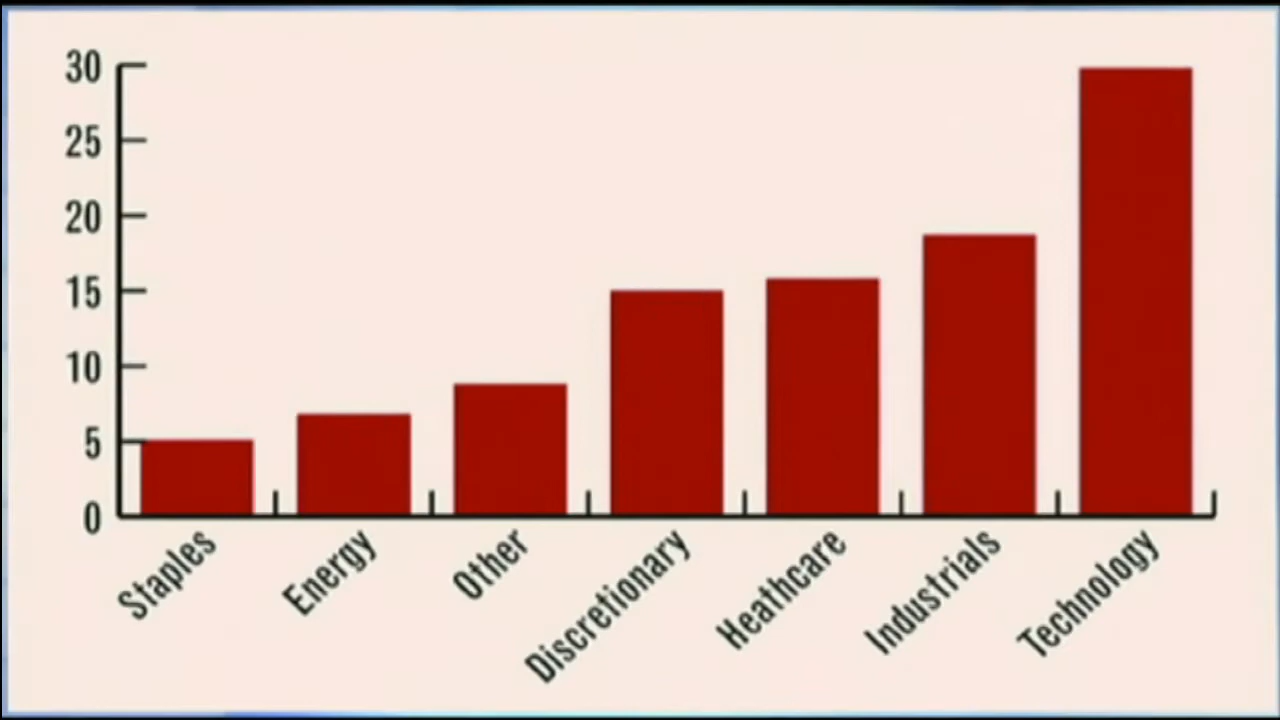 30
25
20
15
10
5
0
Staples
Energy
Other
Discretionary
Heathcare
Industrials
Technology